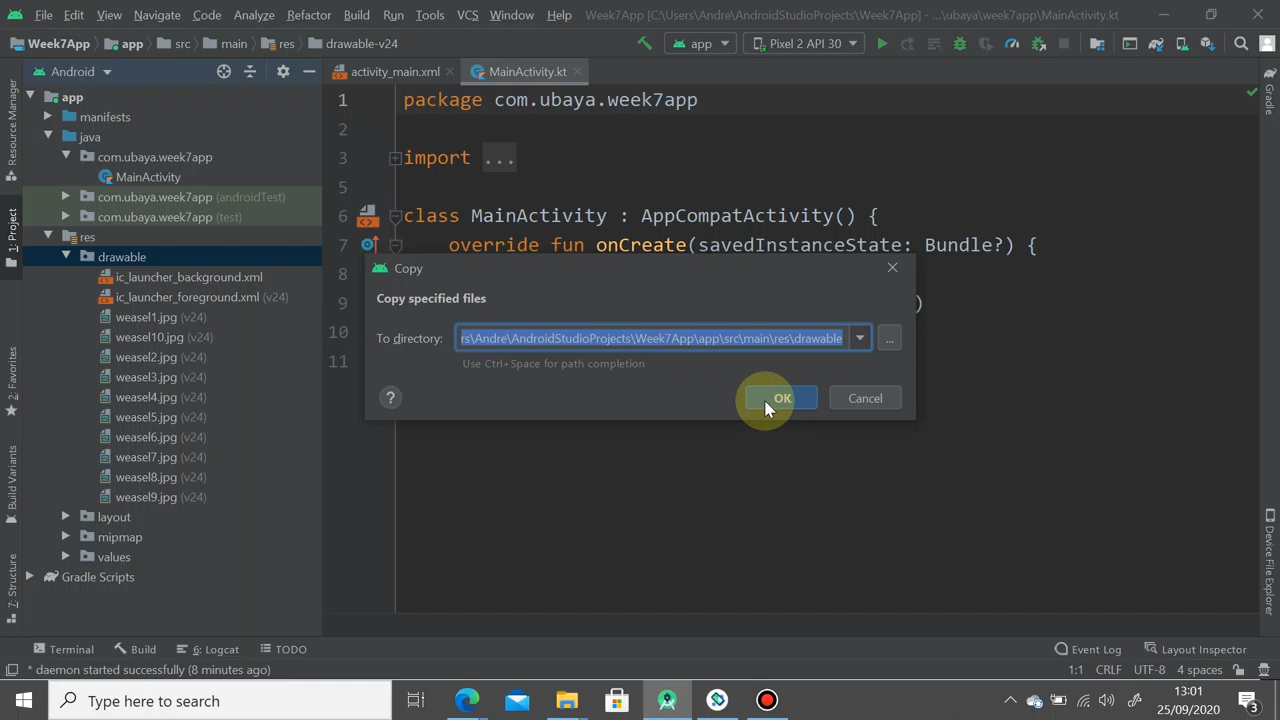 File Edit View Navigate Code Analyze Refactor Build Run Tools VCS Window Help Week7App [C:\Users\Andre\AndroidStudioProjects\Week7App] - ...\ubaya\week7app\MainActivity.kt
Week7App app src main res drawable-v24 app Pixel 2 API 30
Android activity_main.xml MainActivity.kt
Resource Manager
1: Project
2: Favorites
Build Variants
7: Structure
app
manifests
java
com.ubaya.week7app
MainActivity
com.ubaya.week7app (androidTest)
com.ubaya.week7app (test)
res
drawable
ic_launcher_background.xml
ic_launcher_foreground.xml (v24)
weasel1.jpg (v24)
weasel10.jpg (v24)
weasel2.jpg (v24)
weasel3.jpg (v24)
weasel4.jpg (v24)
weasel5.jpg (v24)
weasel6.jpg (v24)
weasel7.jpg (v24)
weasel8.jpg (v24)
weasel9.jpg (v24)
layout
mipmap
values
Gradle Scripts
1 package com.ubaya.week7app
2
3 import ...
5
6 class MainActivity : AppCompatActivity() {
7 override fun onCreate(savedInstanceState: Bundle?) {
8
9 )
10
11
Copy
Copy specified files
To directory: rs\Andre\AndroidStudioProjects\Week7App\app\src\main\res\drawable ...
Use Ctrl+Space for path completion
? OK Cancel
Gradle
Device File Explorer
Terminal Build 6: Logcat TODO Event Log Layout Inspector
* daemon started successfully (8 minutes ago) 1:1 CRLF UTF-8 4 spaces
Type here to search
13:01
25/09/2020
3